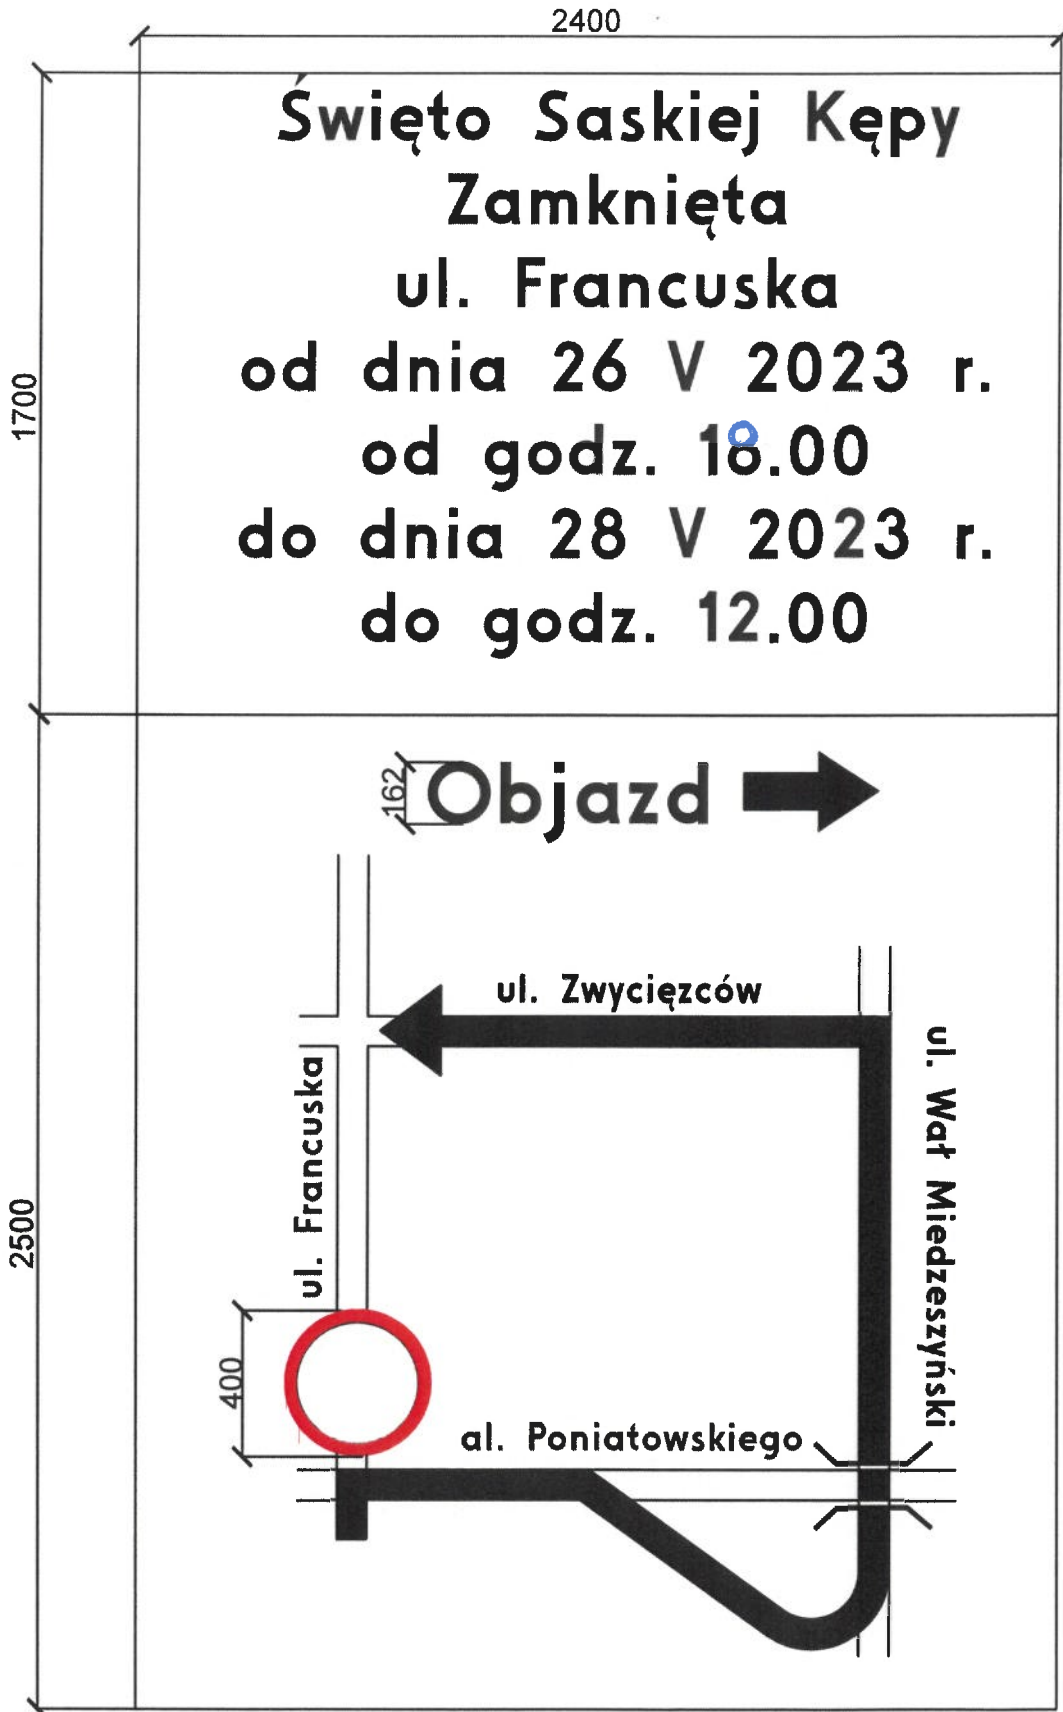 2400
Święto Saskiej Kępy
Zamknięta
ul. Francuska
od dnia 26 V 2023 r.
1700
od godz. 18.00
do dnia 28 V 2023 r.
do godz. 12.00
162
Objazd
ul. Zwycięzców
ul. Francuska
ul. Wał Miedzeszyński
2500
400
al. Poniatowskiego